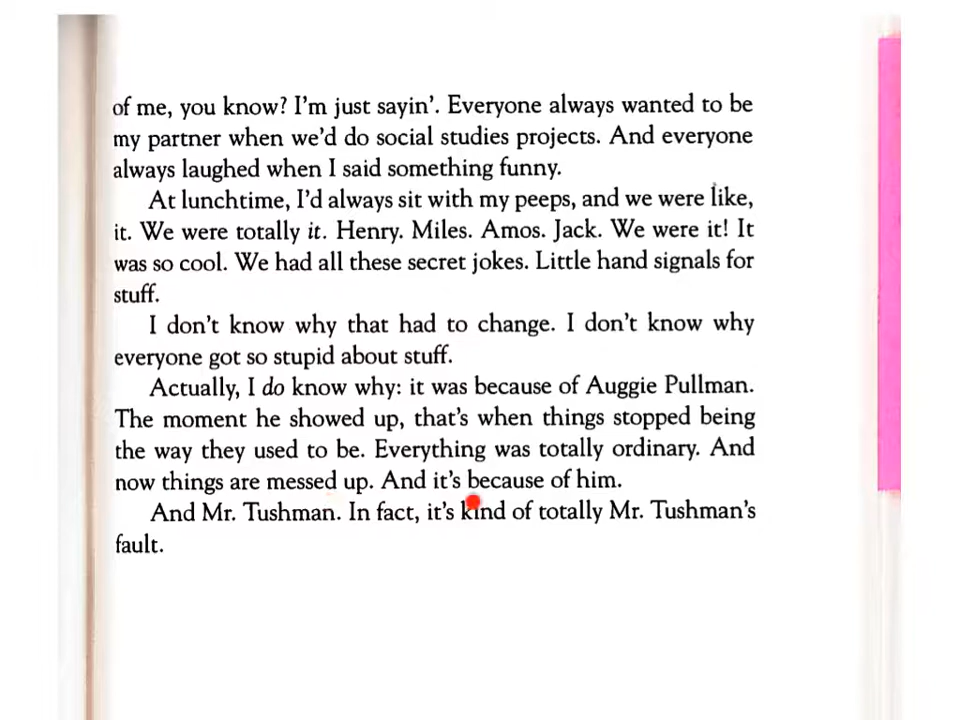 of me, you know? I'm just sayin'. Everyone always wanted to be
my partner when we'd do social studies projects. And everyone
always laughed when I said something funny.
At lunchtime, I'd always sit with my peeps, and we were like,
it. We were totally it. Henry. Miles. Amos. Jack. We were it! It
was so cool. We had all these secret jokes. Little hand signals for
stuff.
I don't know why that had to change. I don't know why
everyone got so stupid about stuff.
Actually, I do know why: it was because of Auggie Pullman.
The moment he showed up, that's when things stopped being
the way they used to be. Everything was totally ordinary. And
now things are messed up. And it's because of him.
And Mr. Tushman. In fact, it's kind of totally Mr. Tushman's
fault.